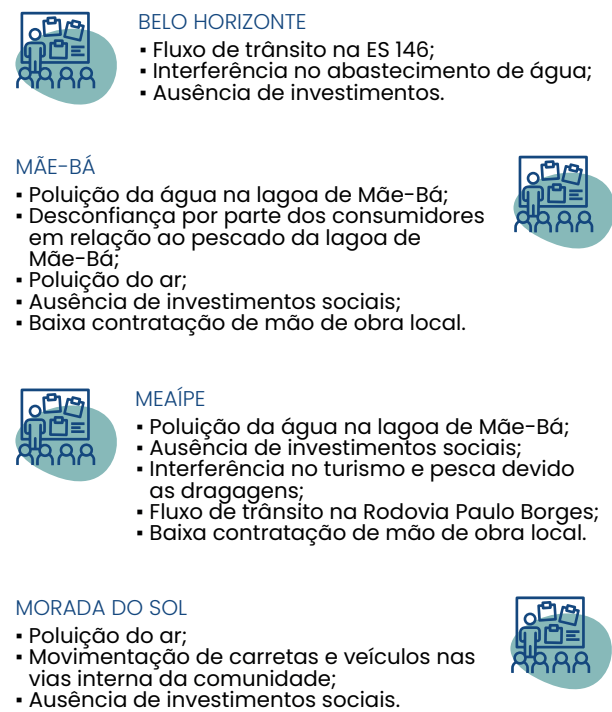 BELO HORIZONTE
▪ Fluxo de trânsito na ES 146;
▪ Interferência no abastecimento de água;
▪ Ausência de investimentos.
MÃE-BÁ
▪ Poluição da água na lagoa de Mãe-Bá;
▪ Desconfiança por parte dos consumidores
em relação ao pescado da lagoa de
Mãe-Bá;
▪ Poluição do ar;
▪ Ausência de investimentos sociais;
▪ Baixa contratação de mão de obra local.
MEAÍPE
▪ Poluição da água na lagoa de Mãe-Bá;
▪ Ausência de investimentos sociais;
▪ Interferência no turismo e pesca devido
as dragagens;
▪ Fluxo de trânsito na Rodovia Paulo Borges;
▪ Baixa contratação de mão de obra local.
MORADA DO SOL
▪ Poluição do ar;
▪ Movimentação de carretas e veículos nas
vias interna da comunidade;
▪ Ausência de investimentos sociais.